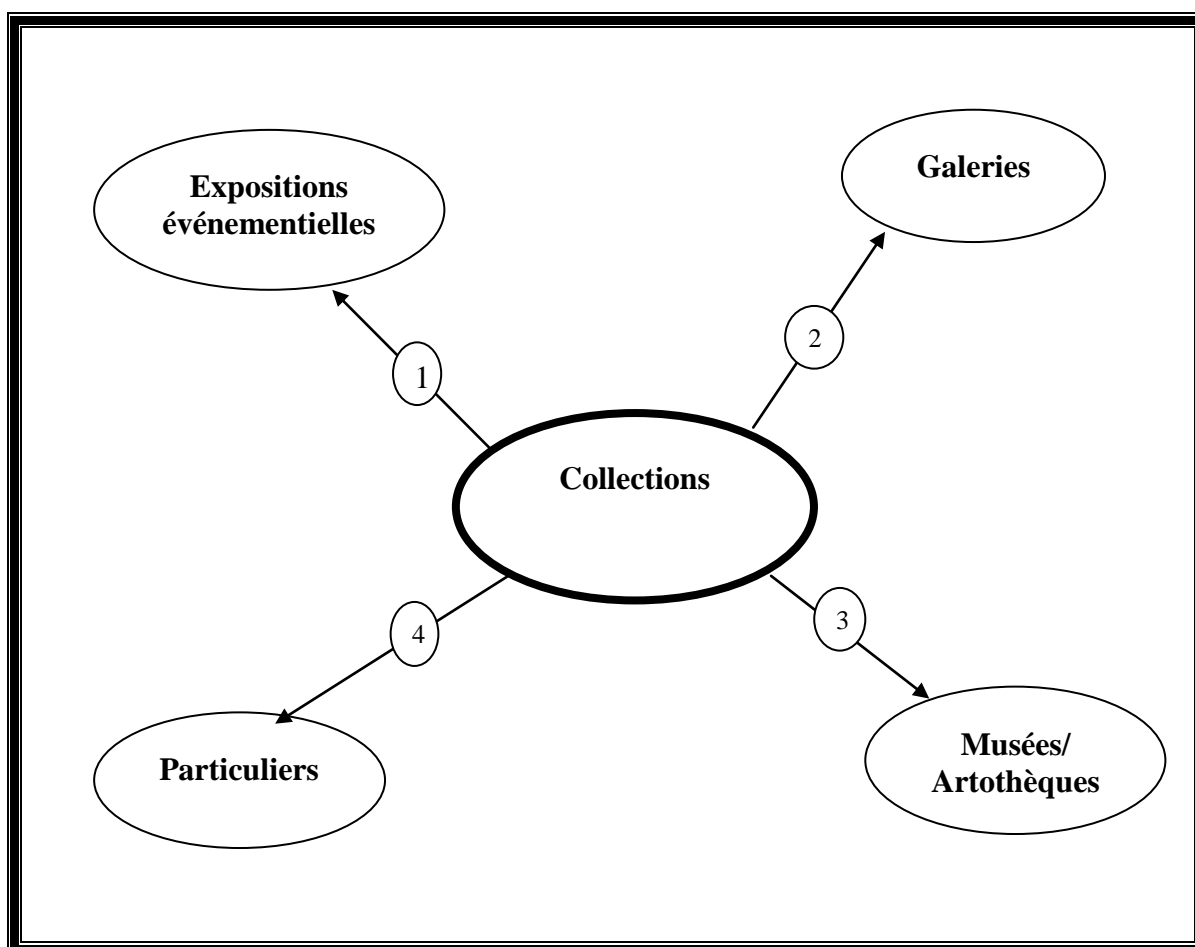 Expositions
événementielles
Galeries
2
1
Collections
4
3
Particuliers
Musées/
Artothèques